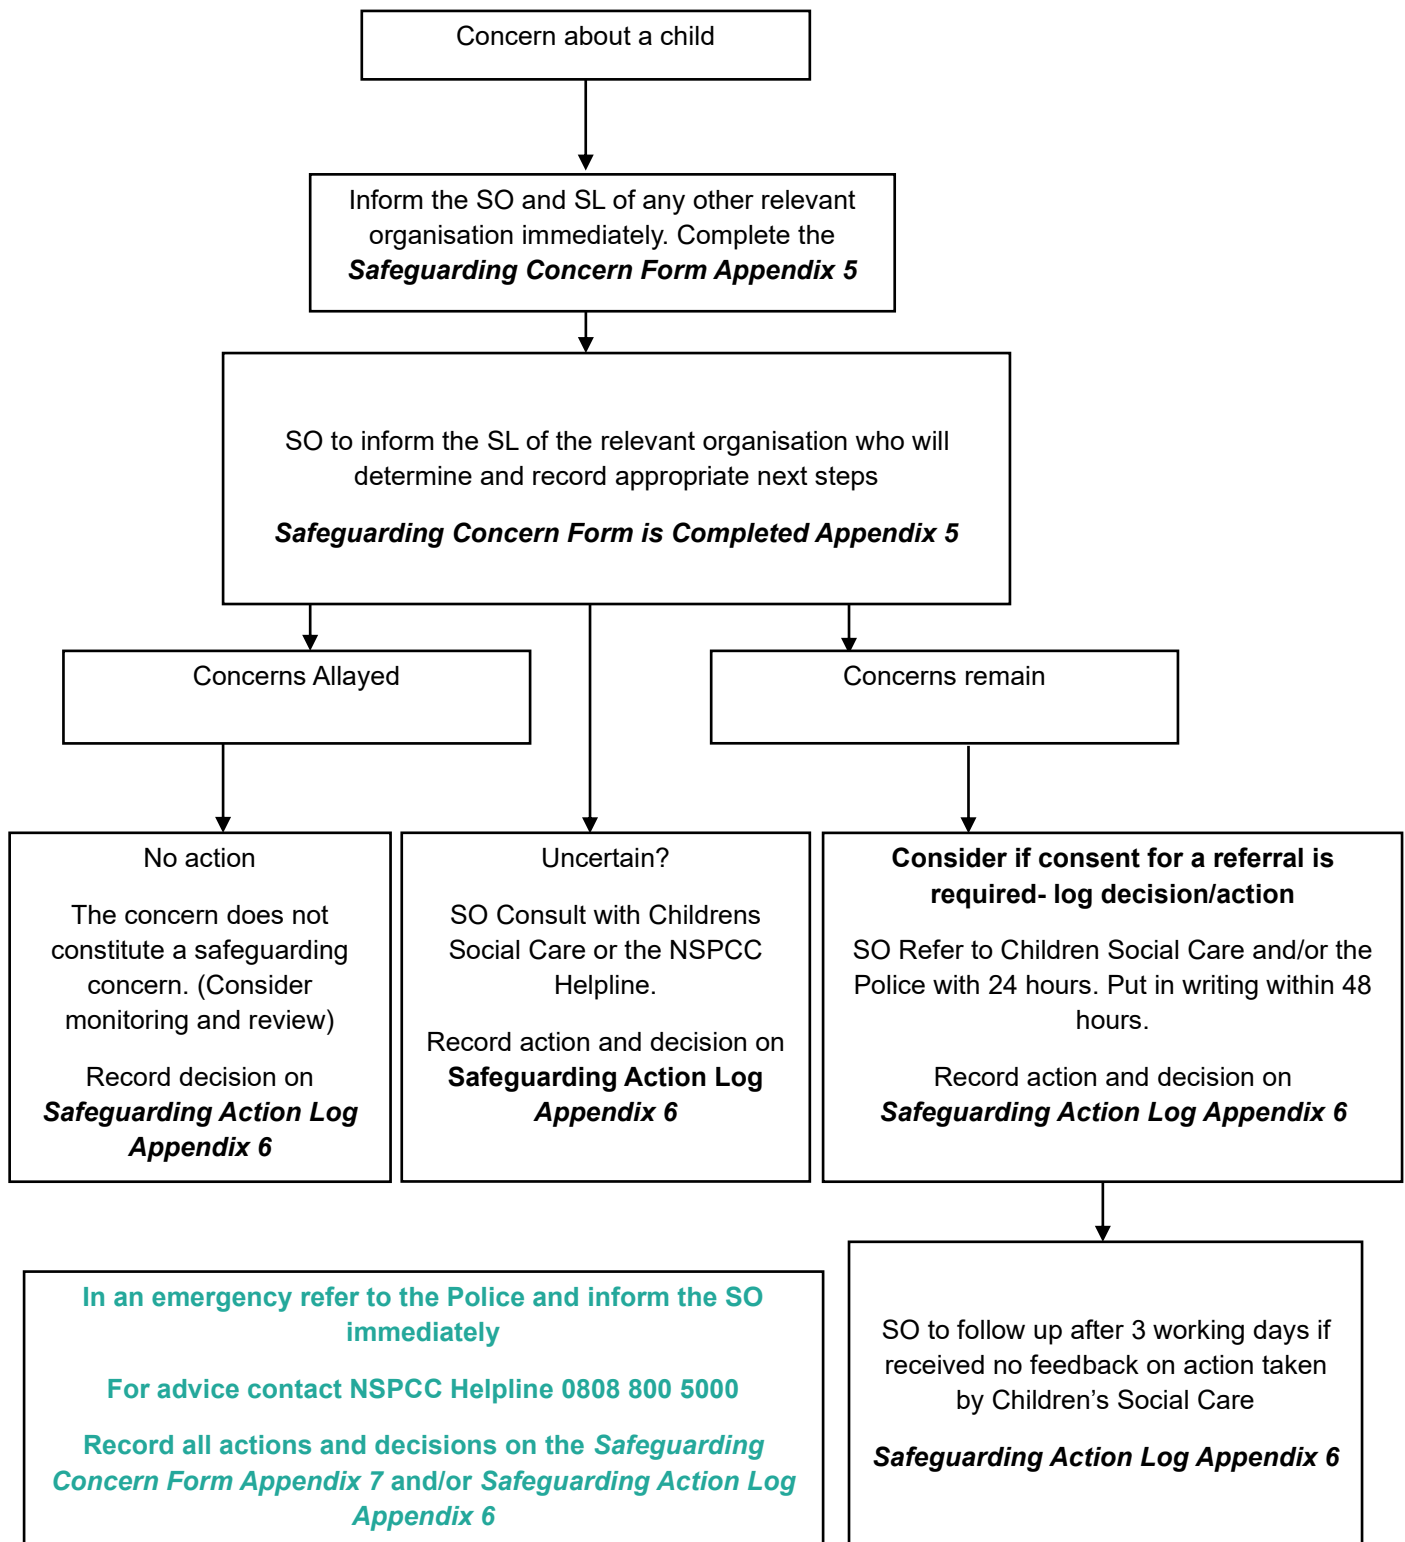 Concern about a child
Inform the SO and SL of any other relevant
organisation immediately. Complete the
Safeguarding Concern Form Appendix 5
SO to inform the SL of the relevant organisation who will
determine and record appropriate next steps
Safeguarding Concern Form is Completed Appendix 5
Concerns Allayed
Concerns remain
No action
The concern does not
constitute a safeguarding
concern. (Consider
monitoring and review)
Record decision on
Safeguarding Action Log
Appendix 6
Uncertain?
SO Consult with Childrens
Social Care or the NSPCC
Helpline.
Record action and decision on
Safeguarding Action Log
Appendix 6
Consider if consent for a referral is
required- log decision/action
SO Refer to Children Social Care and/or the
Police with 24 hours. Put in writing within 48
hours.
Record action and decision on
Safeguarding Action Log Appendix 6
In an emergency refer to the Police and inform the SO
immediately
For advice contact NSPCC Helpline 0808 800 5000
Record all actions and decisions on the Safeguarding
Concern Form Appendix 7 and/or Safeguarding Action Log
Appendix 6
SO to follow up after 3 working days if
received no feedback on action taken
by Children’s Social Care
Safeguarding Action Log Appendix 6